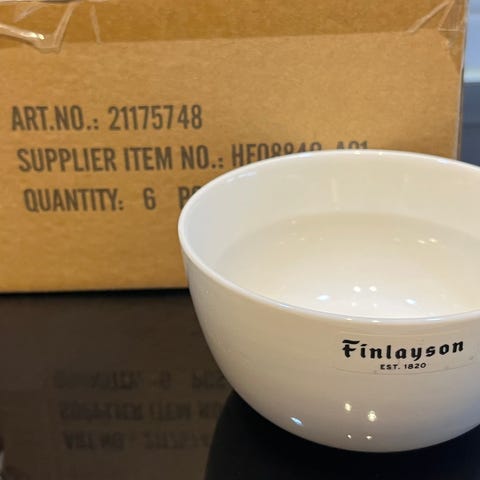 ART.NO.: 21175748
SUPPLIER ITEM NO.:
QUANTITY: 6
Finlayson
EST. 1820